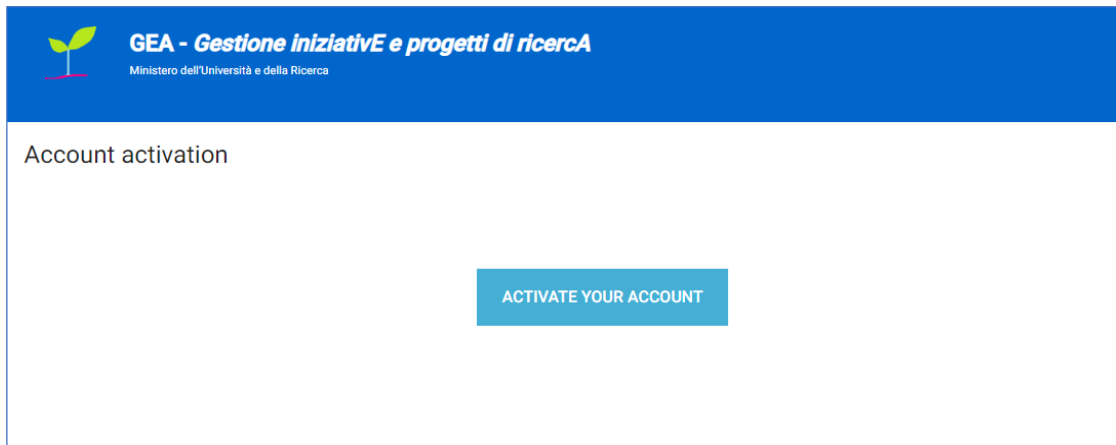 GEA - Gestione iniziativE e progetti di ricercA
Ministero dell'Università e della Ricerca
Account activation
ACTIVATE YOUR ACCOUNT